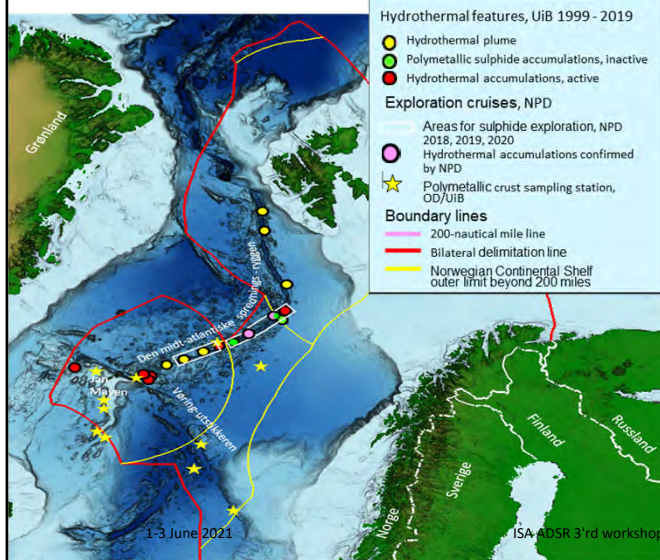 Hydrothermal features, UiB 1999 - 2019
Hydrothermal plume
Polymetallic sulphide accumulations, inactive
Hydrothermal accumulations, active
Exploration cruises, NPD
Areas for sulphide exploration, NPD
2018, 2019, 2020
Hydrothermal accumulations confirmed
by NPD
Polymetallic crust sampling station,
OD/UiB
Boundary lines
200-nautical mile line
Bilateral delimitation line
Norwegian Continental Shelf
outer limit beyond 200 miles
Grønland
Den midt-atlantiske spredningsryggen
Jan
Mayen
Vøring-utstikkeren
Norge
Sverige
Finland
Russland
1-3 June 2021
ISA ADSR 3'rd workshop